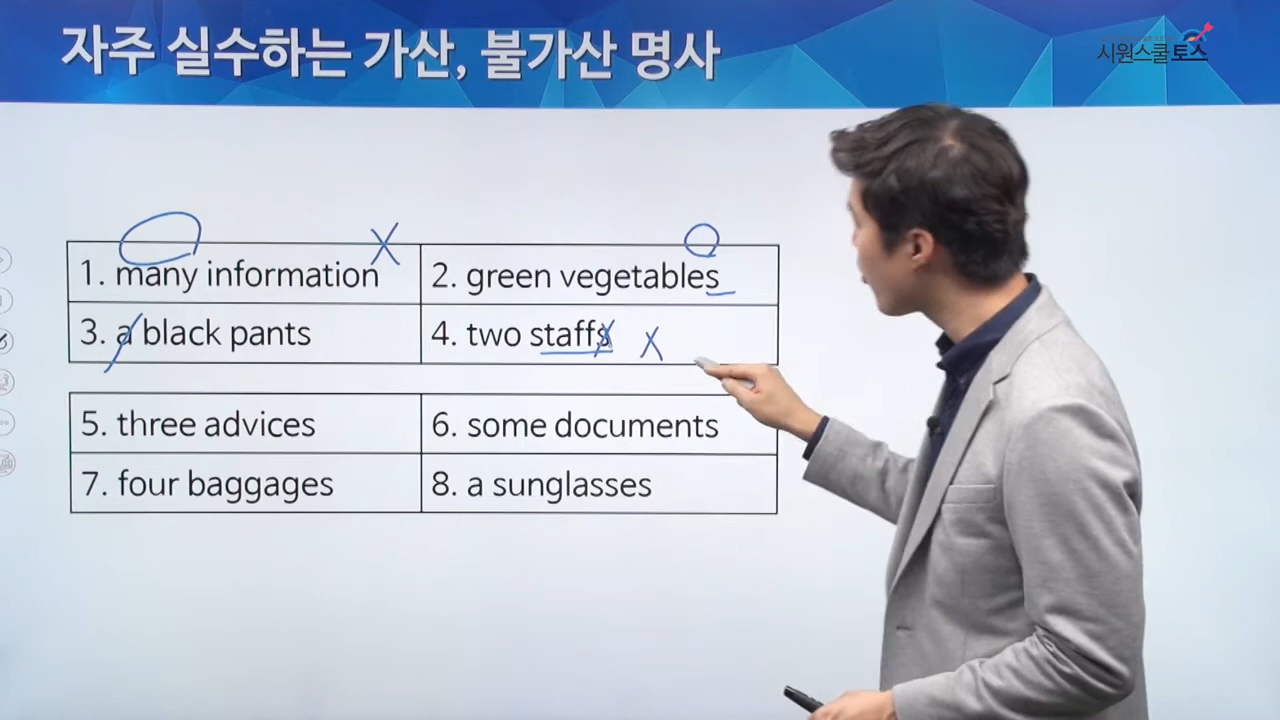 자주 실수하는 가산, 불가산 명사
시원스쿨토스
1. many information X
2. green vegetables O
3. a black pants
4. two staffs X
5. three advices
6. some documents
7. four baggages
8. a sunglasses